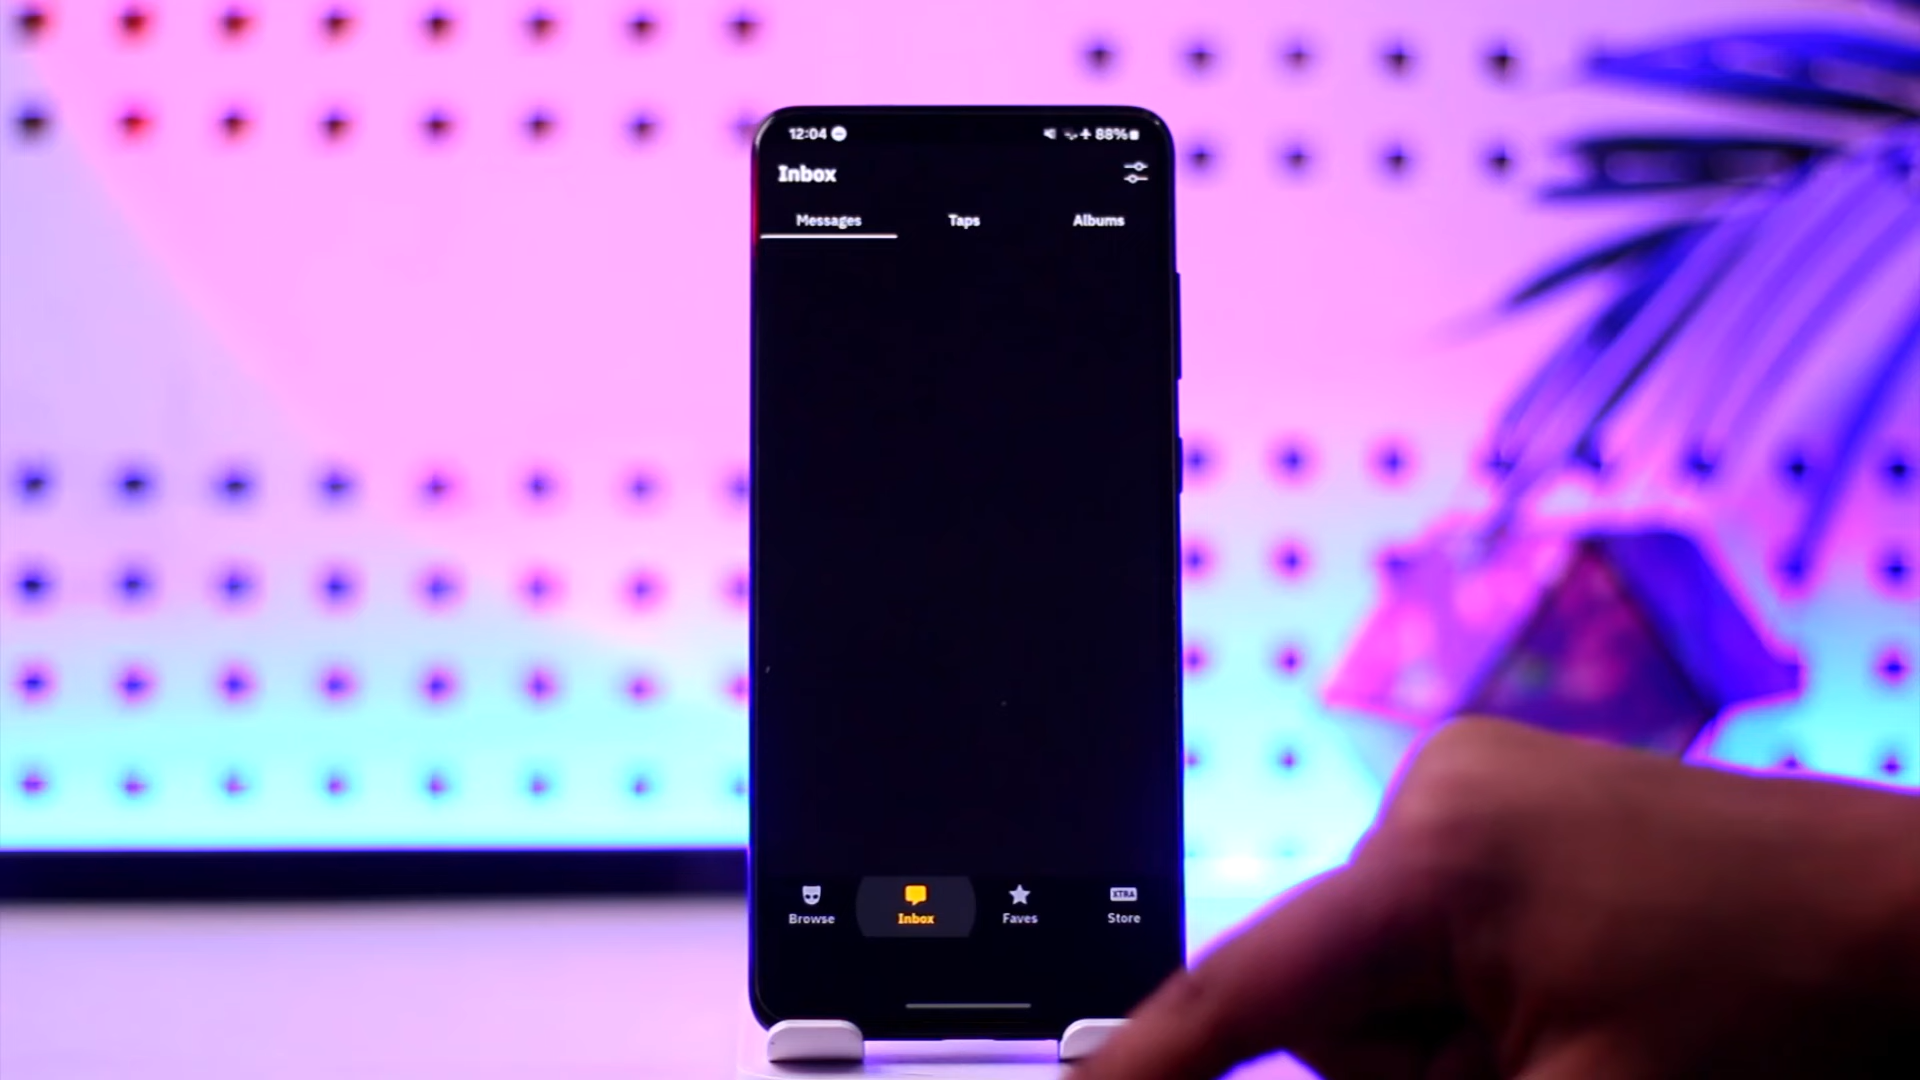 12:04 88%
Inbox
Messages Taps Albums
XTRA
Browse Inbox Faves Store